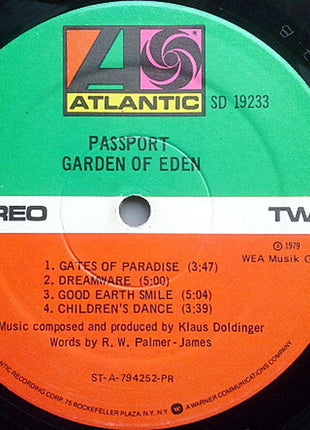 ATLANTIC SD 19233
PASSPORT
GARDEN OF EDEN
REO TW
℗ 1979
WEA Musik G
1. GATES OF PARADISE (3:47)
2. DREAMWARE (5:00)
3. GOOD EARTH SMILE (5:04)
4. CHILDREN'S DANCE (3:39)
Music composed and produced by Klaus Doldinger
Words by R. W. Palmer-James
ST-A-794252-PR
ANTIC RECORDING CORP. 75 ROCKEFELLER PLAZA, N.Y. N.Y. A WARNER COMMUNICATIONS COMPANY